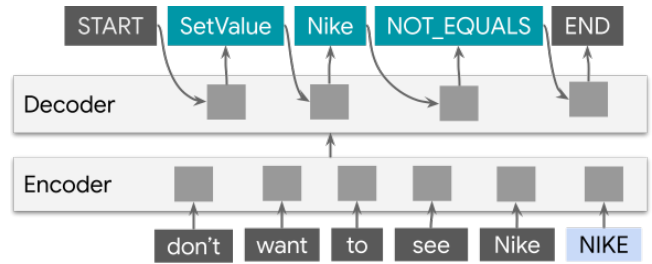 START SetValue Nike NOT_EQUALS END
Decoder
Encoder
don't want to see Nike NIKE